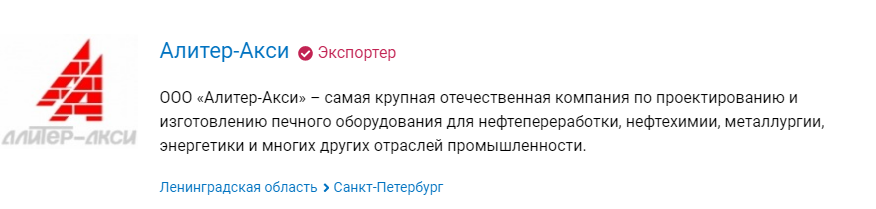 Алитер-Акси Экспортер
ООО «Алитер-Акси» – самая крупная отечественная компания по проектированию и
изготовлению печного оборудования для нефтепереработки, нефтехимии, металлургии,
энергетики и многих других отраслей промышленности.
АЛИТЕР-АКСИ
Ленинградская область > Санкт-Петербург